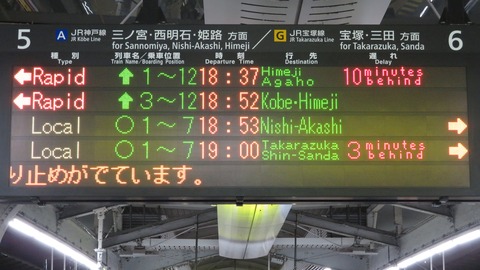 5 A JR神戸線 三ノ宮・西明石・姫路 方面 G JR宝塚線 宝塚・三田 方面 6
JR Kobe Line for Sannomiya, Nishi-Akashi, Himeji / JR Takarazuka Line for Takarazuka, Sanda
種別 列車名/乗車位置 時刻 行先 遅れ
Type Train Name/Boarding Position Departure Time Destination Delay
←Rapid ↑ 1〜12 18:37 Himeji Agaho 10 minutes behind
←Rapid ↑ 3〜12 18:52 Kobe·Himeji
Local ○ 1〜7 18:53 Nishi-Akashi →
Local ○ 1〜7 19:00 Takarazuka Shin-Sanda 3 minutes behind →
り止めがでています。